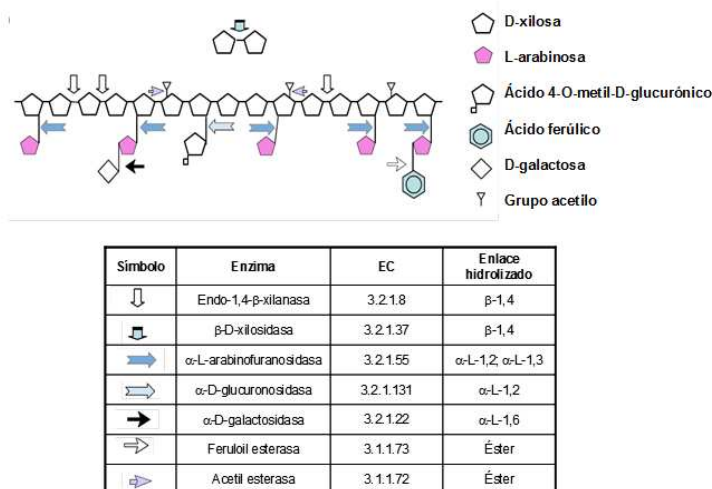 D-xilosa
L-arabinosa
Ácido 4-O-metil-D-glucurónico
Ácido ferúlico
D-galactosa
Grupo acetilo
Símbolo Enzima EC Enlace hidrolizado
Endo-1,4-β-xilanasa 3.2.1.8 β-1,4
β-D-xilosidasa 3.2.1.37 β-1,4
α-L-arabinofuranosidasa 3.2.1.55 α-L-1,2; α-L-1,3
α-D-glucuronosidasa 3.2.1.131 α-L-1,2
α-D-galactosidasa 3.2.1.22 α-L-1,6
Feruloil esterasa 3.1.1.73 Éster
Acetil esterasa 3.1.1.72 Éster